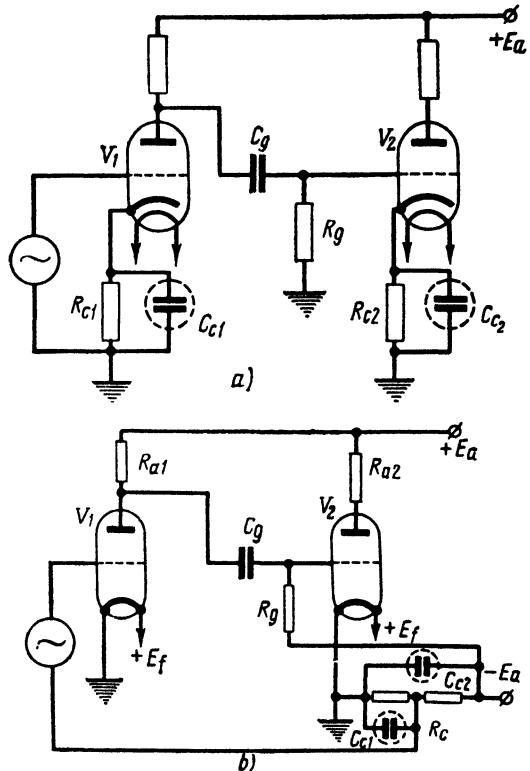 +Ea
V1
Cg
V2
Rg
Rc1
Cc1
Rc2
Cc2
a)
+Ea
Ra1
Ra2
V1
Cg
V2
Rg
+Ef
+Ef
Cc2
-Ea
Cc1
Rc
b)